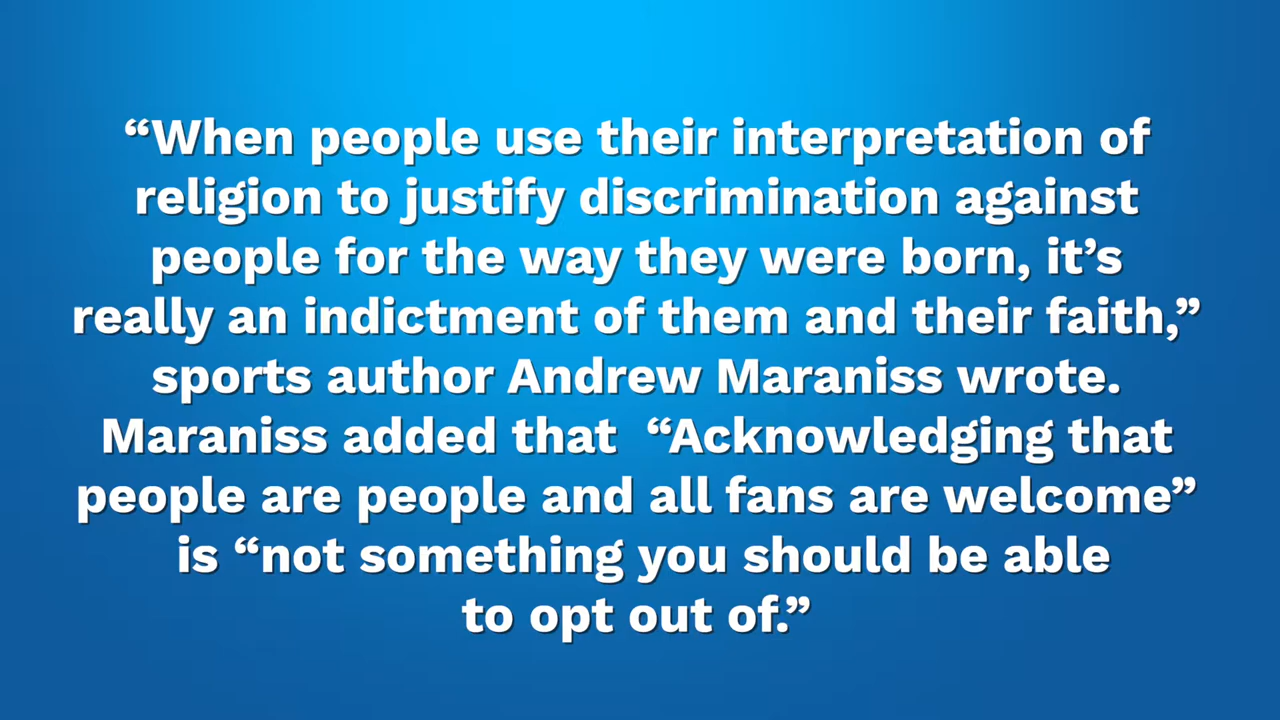 “When people use their interpretation of
religion to justify discrimination against
people for the way they were born, it’s
really an indictment of them and their faith,”
sports author Andrew Maraniss wrote.
Maraniss added that “Acknowledging that
people are people and all fans are welcome”
is “not something you should be able
to opt out of.”